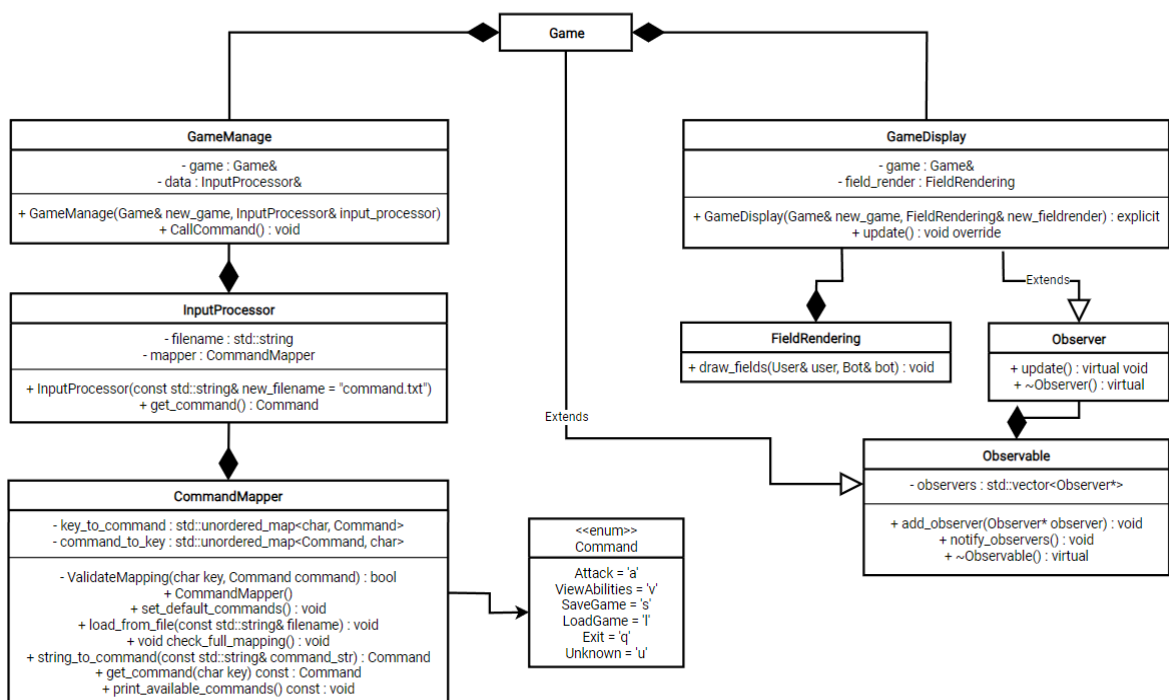 Game
GameManage
- game : Game&
- data : InputProcessor&
+ GameManage(Game& new_game, InputProcessor& input_processor)
+ CallCommand() : void
GameDisplay
- game : Game&
- field_render : FieldRendering
+ GameDisplay(Game& new_game, FieldRendering& new_fieldrender) : explicit
+ update() : void override
Extends
InputProcessor
- filename : std::string
- mapper : CommandMapper
+ InputProcessor(const std::string& new_filename = "command.txt")
+ get_command() : Command
FieldRendering
+ draw_fields(User& user, Bot& bot) : void
Observer
+ update() : virtual void
+ ~Observer() : virtual
Extends
Observable
- observers : std::vector<Observer*>
+ add_observer(Observer* observer) : void
+ notify_observers() : void
+ ~Observable() : virtual
CommandMapper
- key_to_command : std::unordered_map<char, Command>
- command_to_key : std::unordered_map<Command, char>
- ValidateMapping(char key, Command command) : bool
+ CommandMapper()
+ set_default_commands() : void
+ load_from_file(const std::string& filename) : void
+ void check_full_mapping() : void
+ string_to_command(const std::string& command_str) : Command
+ get_command(char key) const : Command
+ print_available_commands() const : void
<<enum>>
Command
Attack = 'a'
ViewAbilities = 'v'
SaveGame = 's'
LoadGame = 'l'
Exit = 'q'
Unknown = 'u'